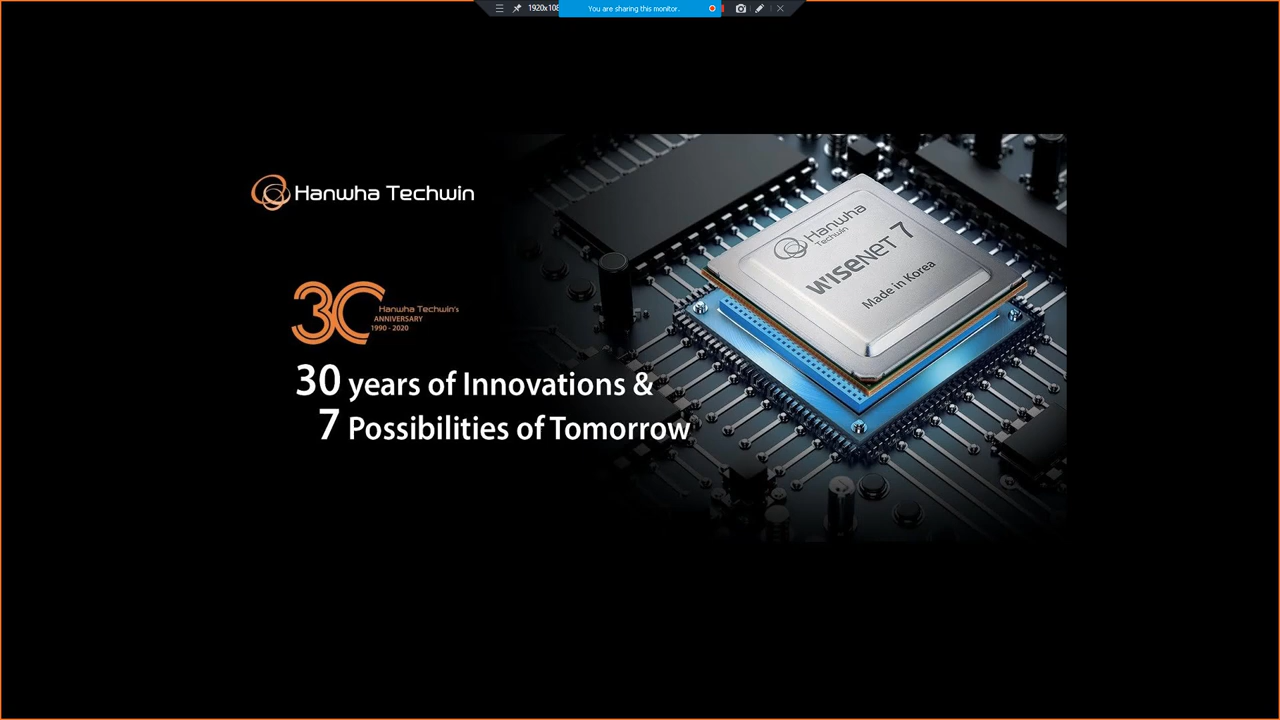 1920x108
You are sharing this monitor.
Hanwha Techwin
Hanwha
Techwin
WISENET 7
Made in Korea
30
Hanwha Techwin's
ANNIVERSARY
1990 - 2020
30 years of Innovations &
7 Possibilities of Tomorrow